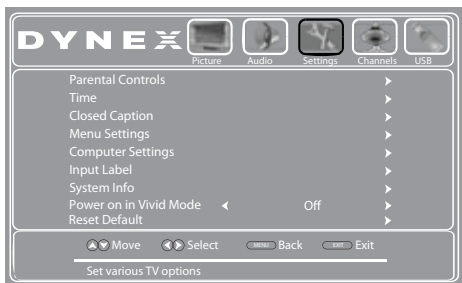 DYNEX
Picture Audio Settings Channels USB
Parental Controls
Time
Closed Caption
Menu Settings
Computer Settings
Input Label
System Info
Power on in Vivid Mode Off
Reset Default
Move Select MENU Back EXIT Exit
Set various TV options